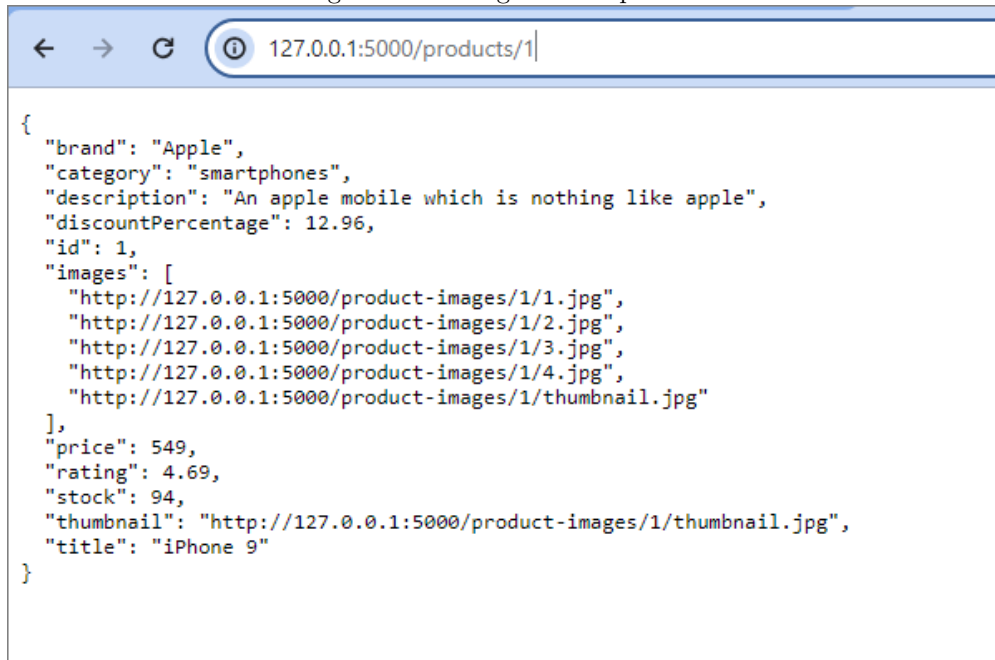 127.0.0.1:5000/products/1
{
  "brand": "Apple",
  "category": "smartphones",
  "description": "An apple mobile which is nothing like apple",
  "discountPercentage": 12.96,
  "id": 1,
  "images": [
    "http://127.0.0.1:5000/product-images/1/1.jpg",
    "http://127.0.0.1:5000/product-images/1/2.jpg",
    "http://127.0.0.1:5000/product-images/1/3.jpg",
    "http://127.0.0.1:5000/product-images/1/4.jpg",
    "http://127.0.0.1:5000/product-images/1/thumbnail.jpg"
  ],
  "price": 549,
  "rating": 4.69,
  "stock": 94,
  "thumbnail": "http://127.0.0.1:5000/product-images/1/thumbnail.jpg",
  "title": "iPhone 9"
}